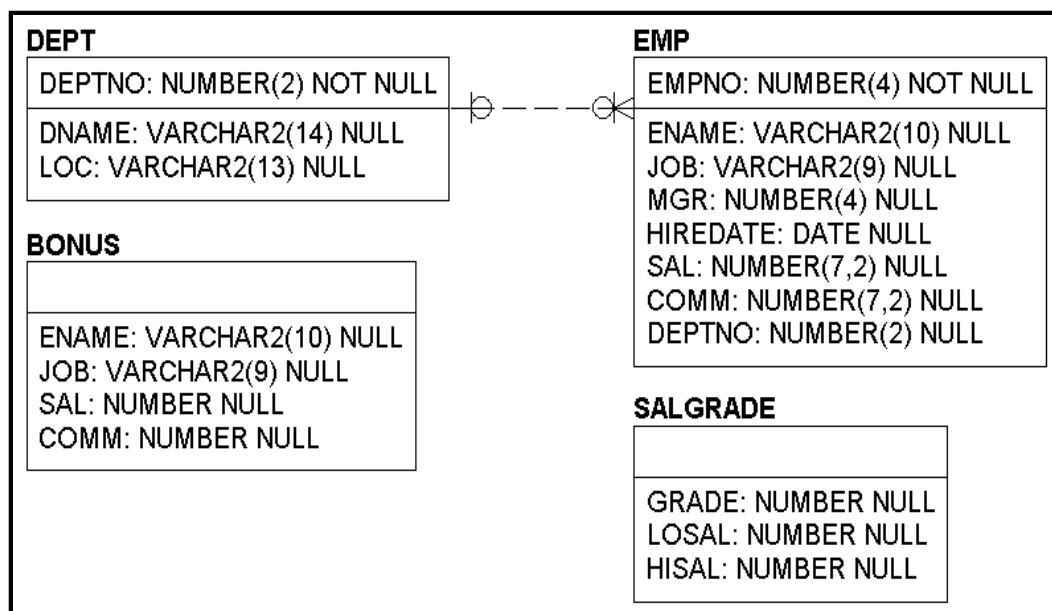 DEPT
DEPTNO: NUMBER(2) NOT NULL
DNAME: VARCHAR2(14) NULL
LOC: VARCHAR2(13) NULL
BONUS
ENAME: VARCHAR2(10) NULL
JOB: VARCHAR2(9) NULL
SAL: NUMBER NULL
COMM: NUMBER NULL
EMP
EMPNO: NUMBER(4) NOT NULL
ENAME: VARCHAR2(10) NULL
JOB: VARCHAR2(9) NULL
MGR: NUMBER(4) NULL
HIREDATE: DATE NULL
SAL: NUMBER(7,2) NULL
COMM: NUMBER(7,2) NULL
DEPTNO: NUMBER(2) NULL
SALGRADE
GRADE: NUMBER NULL
LOSAL: NUMBER NULL
HISAL: NUMBER NULL